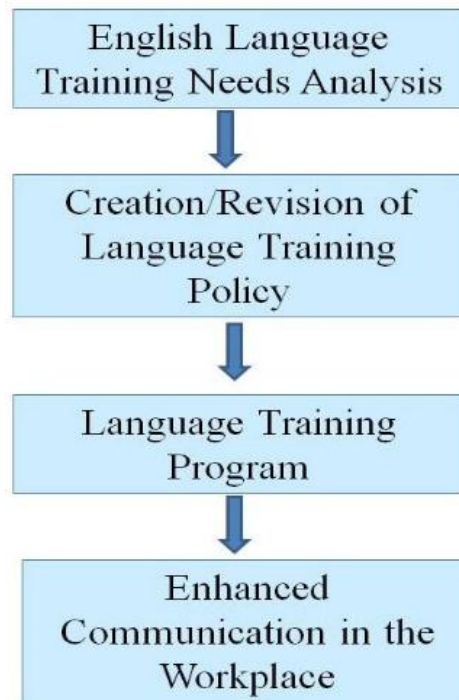 English Language
Training Needs Analysis
Creation/Revision of
Language Training
Policy
Language Training
Program
Enhanced
Communication in the
Workplace